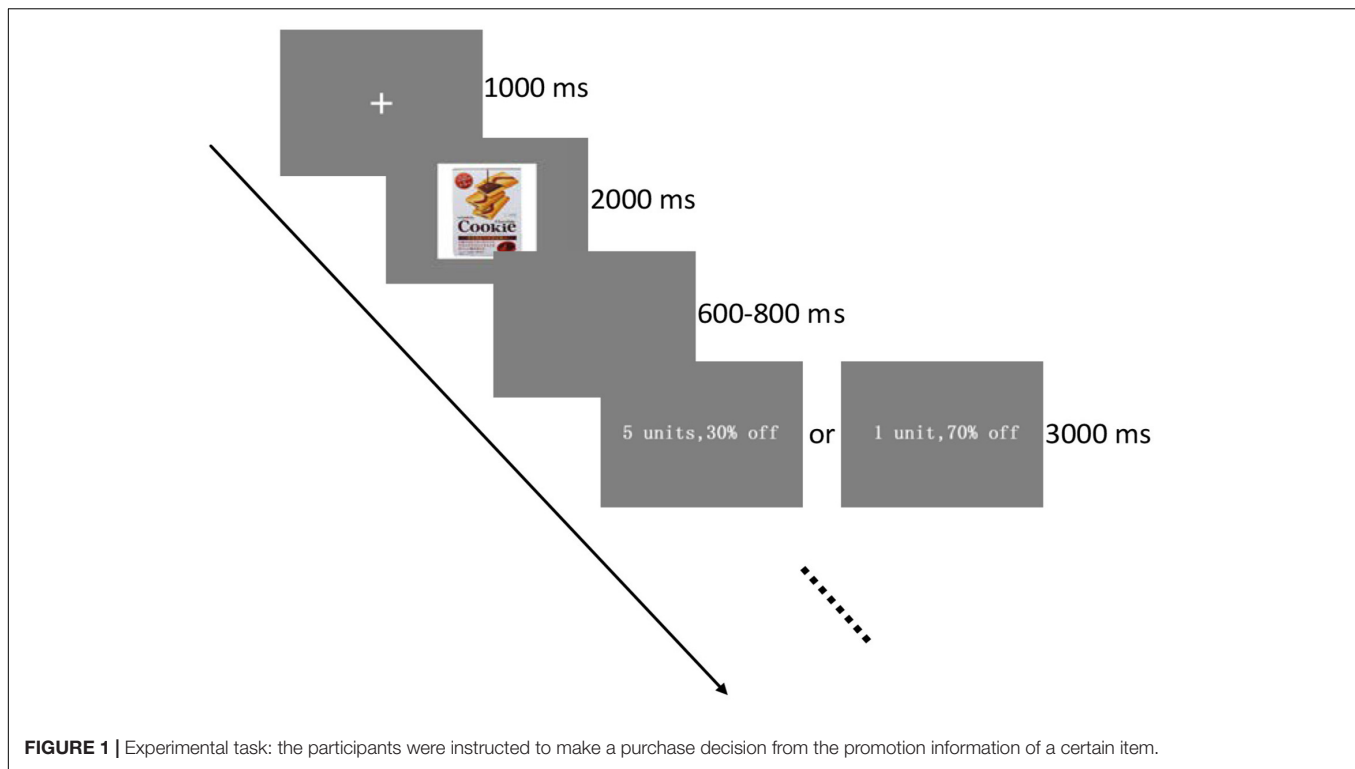 +
1000 ms
Cookie
2000 ms
600-800 ms
5 units,30% off or 1 unit,70% off 3000 ms
FIGURE 1 | Experimental task: the participants were instructed to make a purchase decision from the promotion information of a certain item.